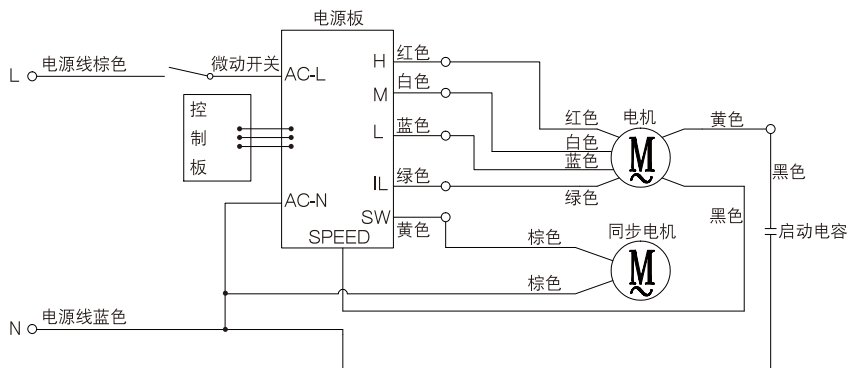 电源板
L
电源线棕色
微动开关
AC-L
H
红色
M
白色
控
制
板
L
蓝色
红色
电机
黄色
白色
蓝色
M
IL
绿色
绿色
黑色
AC-N
SW
黄色
黑色
SPEED
棕色
同步电机
启动电容
M
棕色
N
电源线蓝色